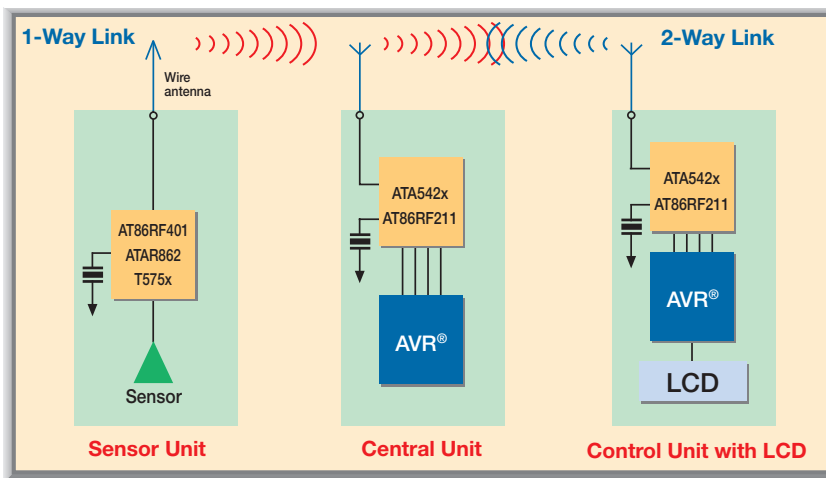 1-Way Link
2-Way Link
Wire
antenna
AT86RF401
ATAR862
T575x
Sensor
Sensor Unit
ATA542x
AT86RF211
AVR®
Central Unit
ATA542x
AT86RF211
AVR®
LCD
Control Unit with LCD